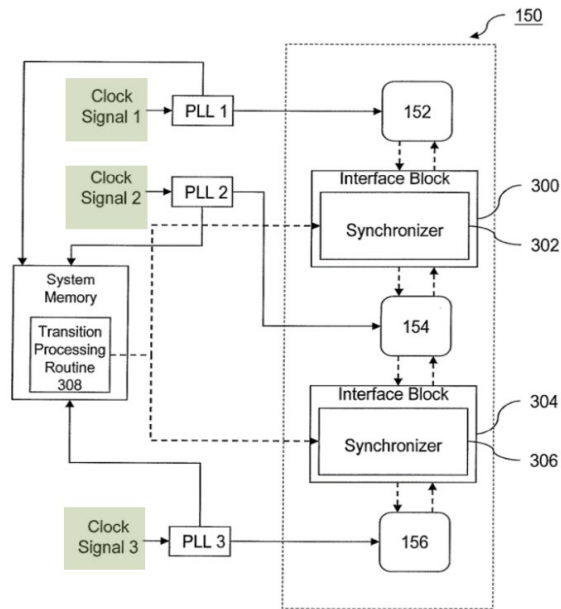 150
Clock
Signal 1
PLL 1
152
Interface Block
300
Synchronizer
302
Clock
Signal 2
PLL 2
System
Memory
Transition
Processing
Routine
308
154
Interface Block
304
Synchronizer
306
Clock
Signal 3
PLL 3
156